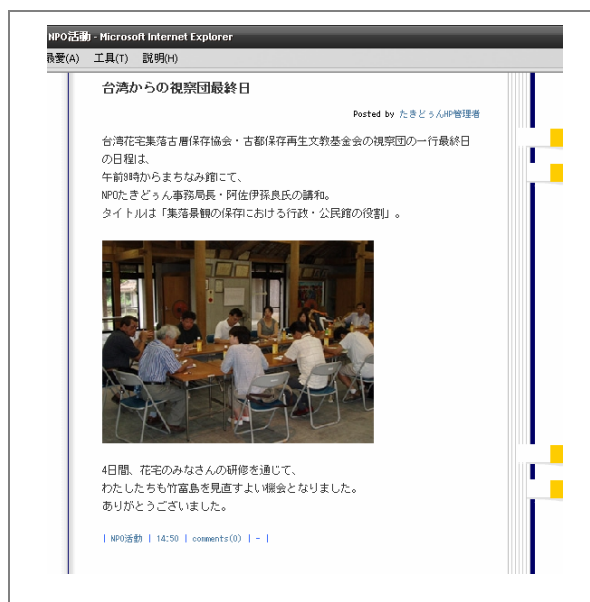 NPO活動 - Microsoft Internet Explorer
最愛(A) 工具(T) 説明(H)
台湾からの視察団最終日
Posted by たきどぅんHP管理者
台湾花宅集落古厝保存協会・古都保存再生文教基金会の視察団の一行最終日
の日程は、
午前9時からまちなみ館にて、
NPOたきどぅん事務局長・阿佐伊孫良氏の講和。
タイトルは「集落景観の保存における行政・公民館の役割」。
4日間、花宅のみなさんの研修を通じて、
わたしたちも竹富島を見直すよい機会となりました。
ありがとうございました。
| NPO活動 | 14:50 | comments(0) | - |